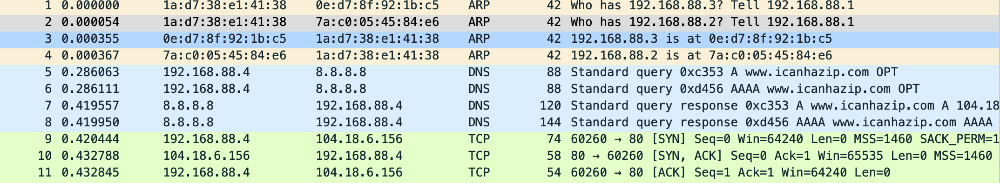 1 0.000000 1a:d7:38:e1:41:38 0e:d7:8f:92:1b:c5 ARP 42 Who has 192.168.88.3? Tell 192.168.88.1
2 0.000054 1a:d7:38:e1:41:38 7a:c0:05:45:84:e6 ARP 42 Who has 192.168.88.2? Tell 192.168.88.1
3 0.000355 0e:d7:8f:92:1b:c5 1a:d7:38:e1:41:38 ARP 42 192.168.88.3 is at 0e:d7:8f:92:1b:c5
4 0.000367 7a:c0:05:45:84:e6 1a:d7:38:e1:41:38 ARP 42 192.168.88.2 is at 7a:c0:05:45:84:e6
5 0.286063 192.168.88.4 8.8.8.8 DNS 88 Standard query 0xc353 A www.icanhazip.com OPT
6 0.286111 192.168.88.4 8.8.8.8 DNS 88 Standard query 0xd456 AAAA www.icanhazip.com OPT
7 0.419557 8.8.8.8 192.168.88.4 DNS 120 Standard query response 0xc353 A www.icanhazip.com A 104.18
8 0.419950 8.8.8.8 192.168.88.4 DNS 144 Standard query response 0xd456 AAAA www.icanhazip.com AAAA
9 0.420444 192.168.88.4 104.18.6.156 TCP 74 60260 → 80 [SYN] Seq=0 Win=64240 Len=0 MSS=1460 SACK_PERM=1
10 0.432788 104.18.6.156 192.168.88.4 TCP 58 80 → 60260 [SYN, ACK] Seq=0 Ack=1 Win=65535 Len=0 MSS=1460
11 0.432845 192.168.88.4 104.18.6.156 TCP 54 60260 → 80 [ACK] Seq=1 Ack=1 Win=64240 Len=0